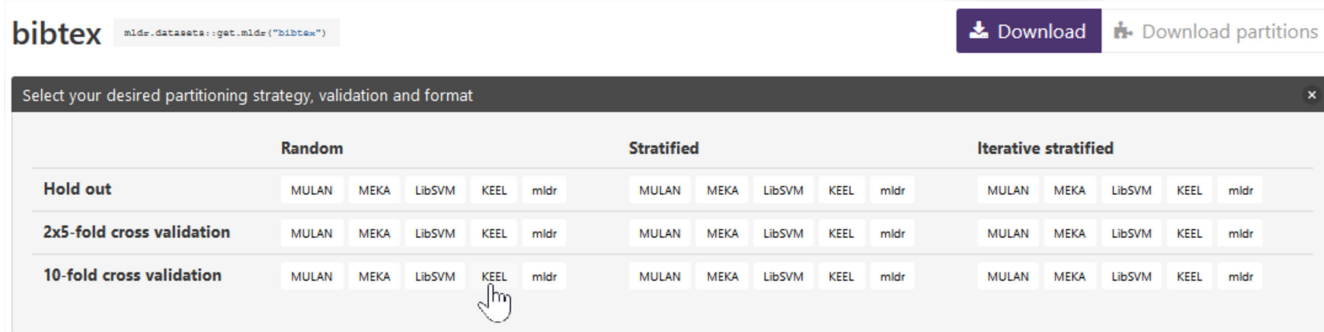 bibtex mldr.datasets::get.mldr("bibtex") Download Download partitions
Select your desired partitioning strategy, validation and format ×
Random Stratified Iterative stratified
Hold out MULAN MEKA LibSVM KEEL mldr MULAN MEKA LibSVM KEEL mldr MULAN MEKA LibSVM KEEL mldr
2x5-fold cross validation MULAN MEKA LibSVM KEEL mldr MULAN MEKA LibSVM KEEL mldr MULAN MEKA LibSVM KEEL mldr
10-fold cross validation MULAN MEKA LibSVM KEEL mldr MULAN MEKA LibSVM KEEL mldr MULAN MEKA LibSVM KEEL mldr